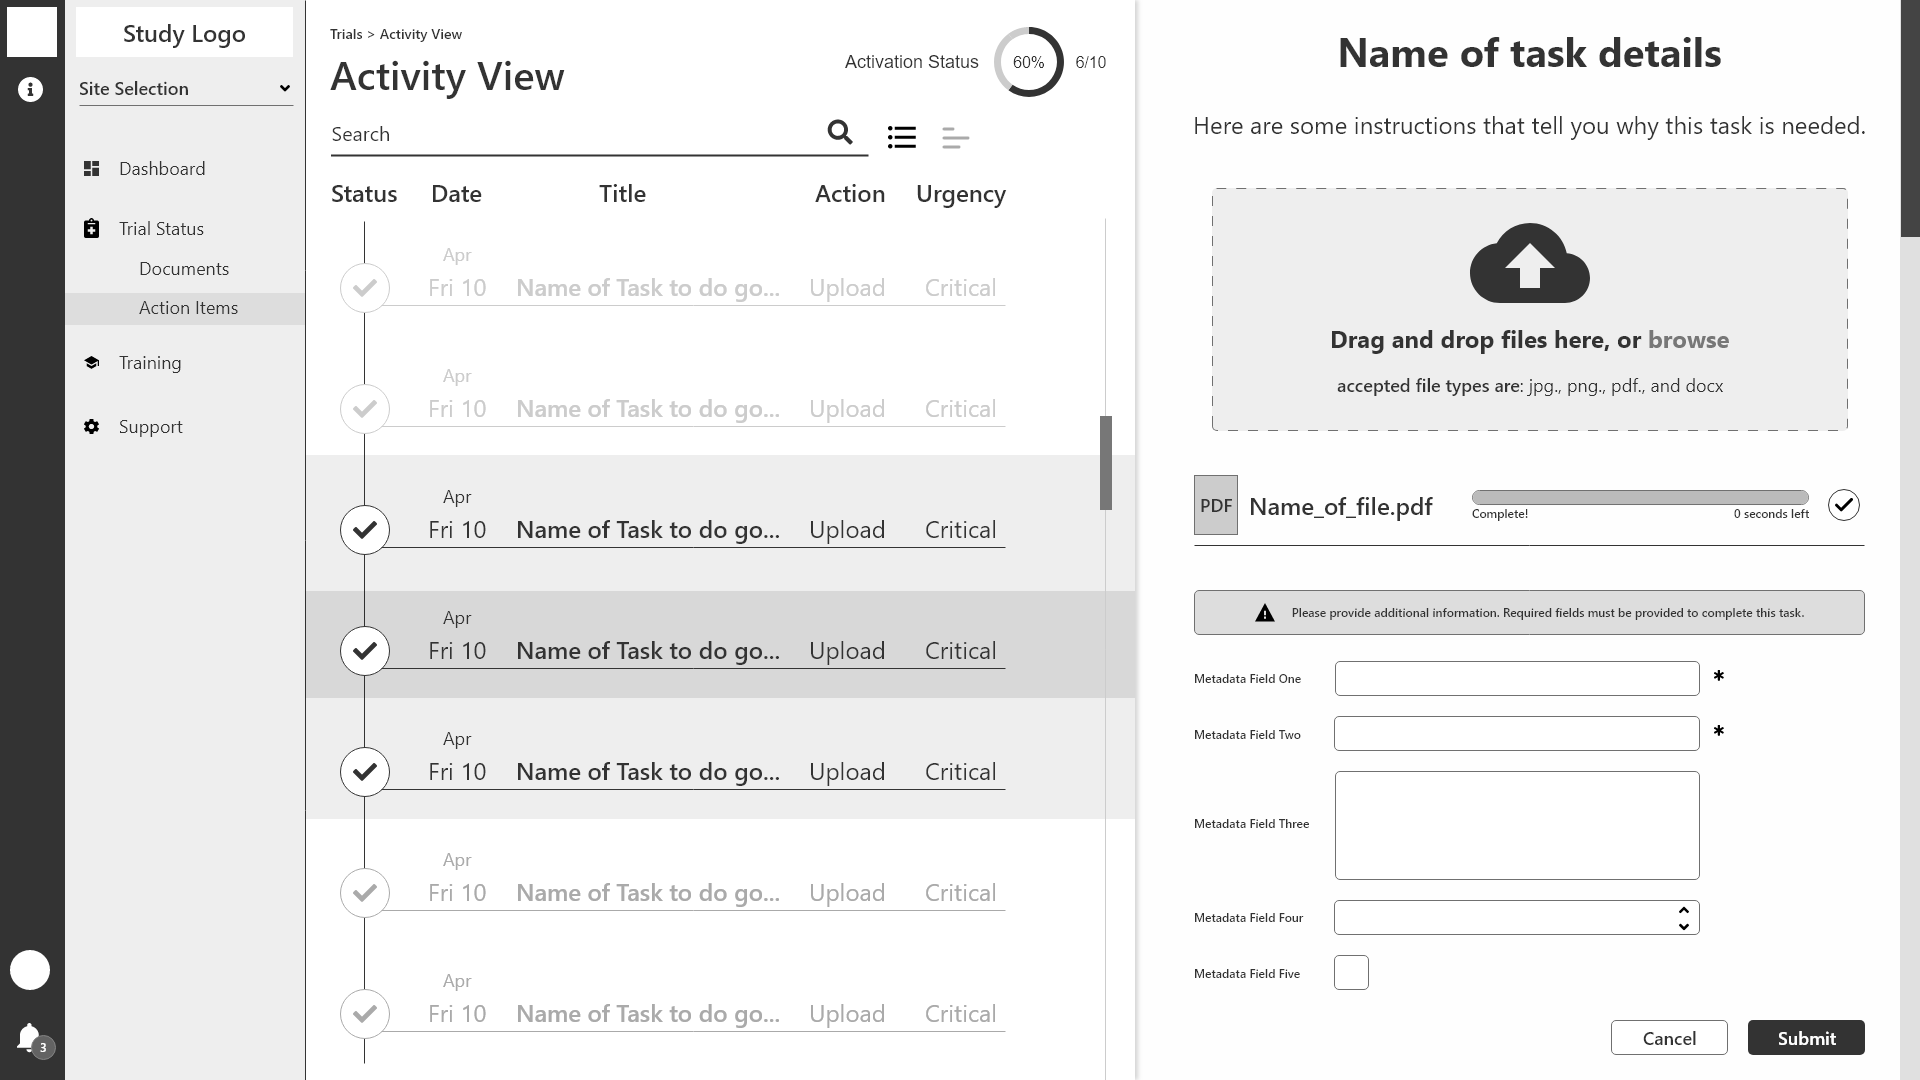 Study Logo
Site Selection
Dashboard
Trial Status
Documents
Action Items
Training
Support
3
Trials > Activity View
Activity View
Activation Status
60%
6/10
Search
Status Date Title Action Urgency
Apr
Fri 10 Name of Task to do go... Upload Critical
Apr
Fri 10 Name of Task to do go... Upload Critical
Apr
Fri 10 Name of Task to do go... Upload Critical
Apr
Fri 10 Name of Task to do go... Upload Critical
Apr
Fri 10 Name of Task to do go... Upload Critical
Apr
Fri 10 Name of Task to do go... Upload Critical
Apr
Fri 10 Name of Task to do go... Upload Critical
Name of task details
Here are some instructions that tell you why this task is needed.
Drag and drop files here, or browse
accepted file types are: jpg., png., pdf., and docx
PDF Name_of_file.pdf
Complete! 0 seconds left
Please provide additional information. Required fields must be provided to complete this task.
Metadata Field One *
Metadata Field Two *
Metadata Field Three
Metadata Field Four
Metadata Field Five
Cancel Submit